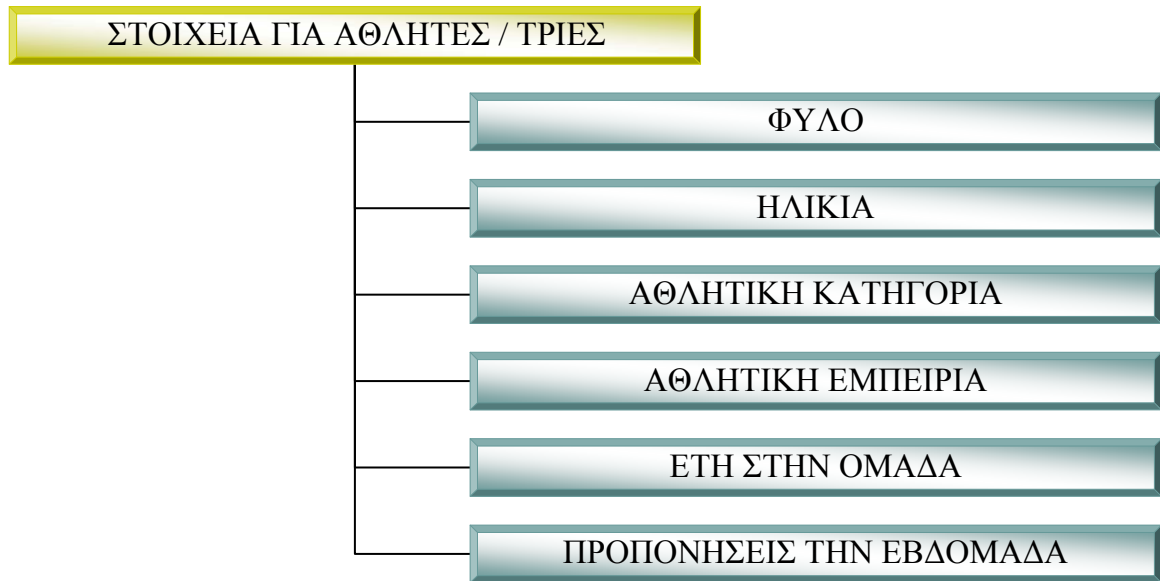 ΣΤΟΙΧΕΙΑ ΓΙΑ ΑΘΛΗΤΕΣ / ΤΡΙΕΣ
ΦΥΛΟ
ΗΛΙΚΙΑ
ΑΘΛΗΤΙΚΗ ΚΑΤΗΓΟΡΙΑ
ΑΘΛΗΤΙΚΗ ΕΜΠΕΙΡΙΑ
ΕΤΗ ΣΤΗΝ ΟΜΑΔΑ
ΠΡΟΠΟΝΗΣΕΙΣ ΤΗΝ ΕΒΔΟΜΑΔΑ